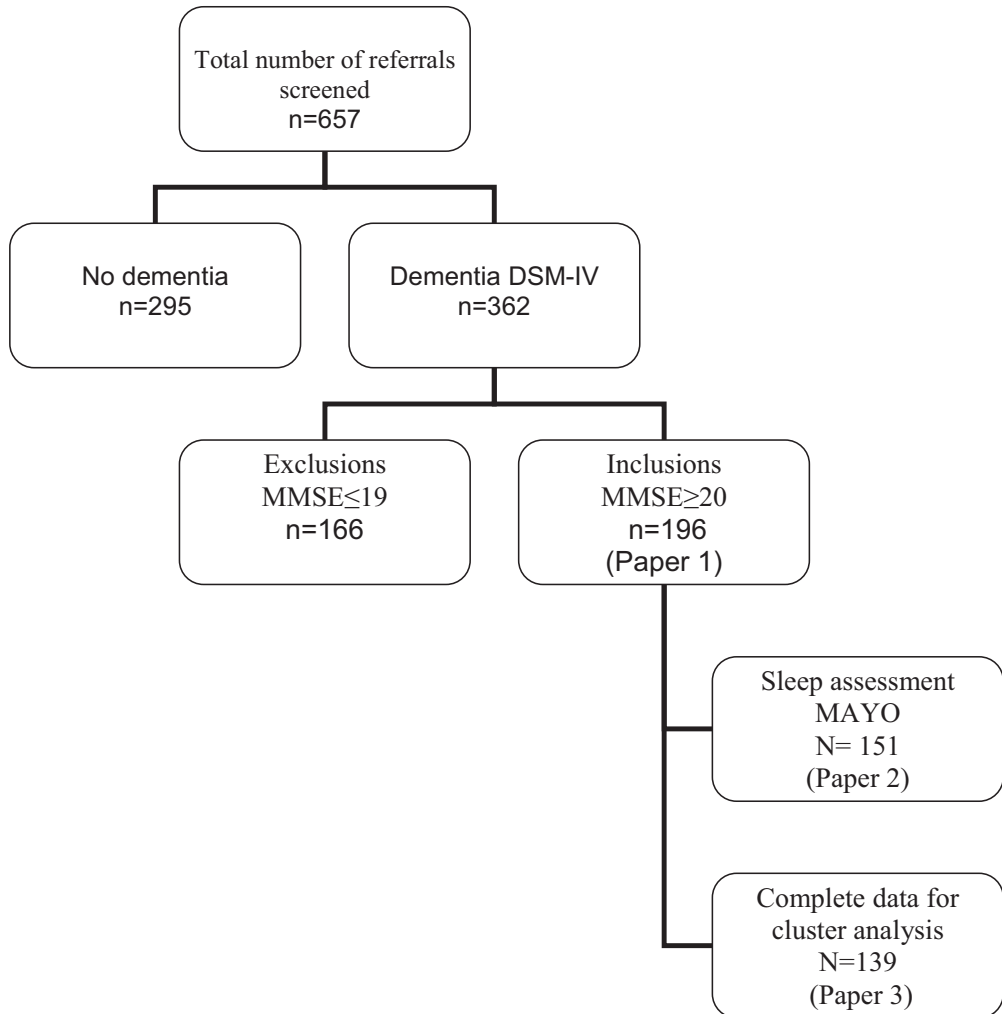 Total number of referrals
screened
n=657
No dementia
n=295
Dementia DSM-IV
n=362
Exclusions
MMSE≤19
n=166
Inclusions
MMSE≥20
n=196
(Paper 1)
Sleep assessment
MAYO
N= 151
(Paper 2)
Complete data for
cluster analysis
N=139
(Paper 3)